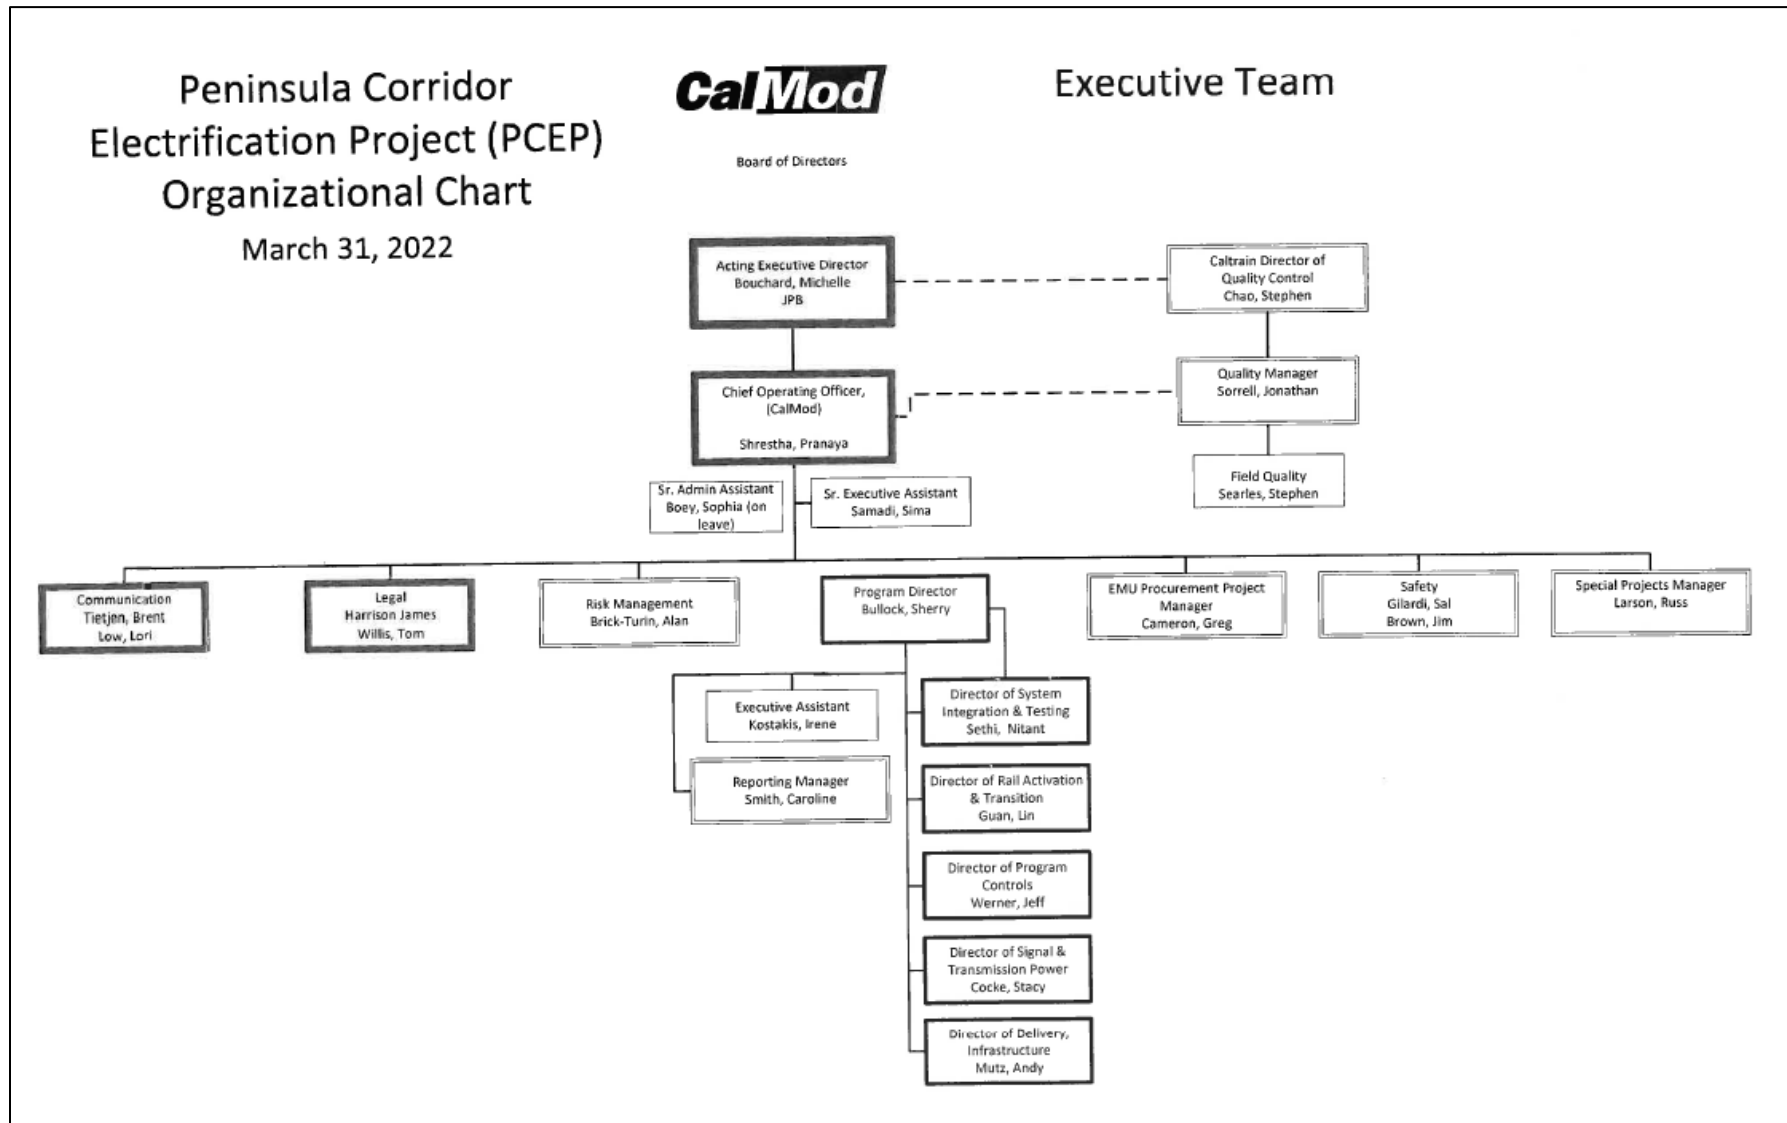 Peninsula Corridor
Electrification Project (PCEP)
Organizational Chart
March 31, 2022
CalMod
Board of Directors
Executive Team
Acting Executive Director
Bouchard, Michelle
JPB
Caltrain Director of
Quality Control
Chao, Stephen
Chief Operating Officer,
(CalMod)
Shrestha, Pranaya
Quality Manager
Sorrell, Jonathan
Field Quality
Searles, Stephen
Sr. Admin Assistant
Boey, Sophia (on
leave)
Sr. Executive Assistant
Samadi, Sima
Communication
Tietjen, Brent
Low, Lori
Legal
Harrison James
Willis, Tom
Risk Management
Brick-Turin, Alan
Program Director
Bullock, Sherry
EMU Procurement Project
Manager
Cameron, Greg
Safety
Gilardi, Sal
Brown, Jim
Special Projects Manager
Larson, Russ
Executive Assistant
Kostakis, Irene
Reporting Manager
Smith, Caroline
Director of System
Integration & Testing
Sethi, Nitant
Director of Rail Activation
& Transition
Guan, Lin
Director of Program
Controls
Werner, Jeff
Director of Signal &
Transmission Power
Cocke, Stacy
Director of Delivery,
Infrastructure
Mutz, Andy